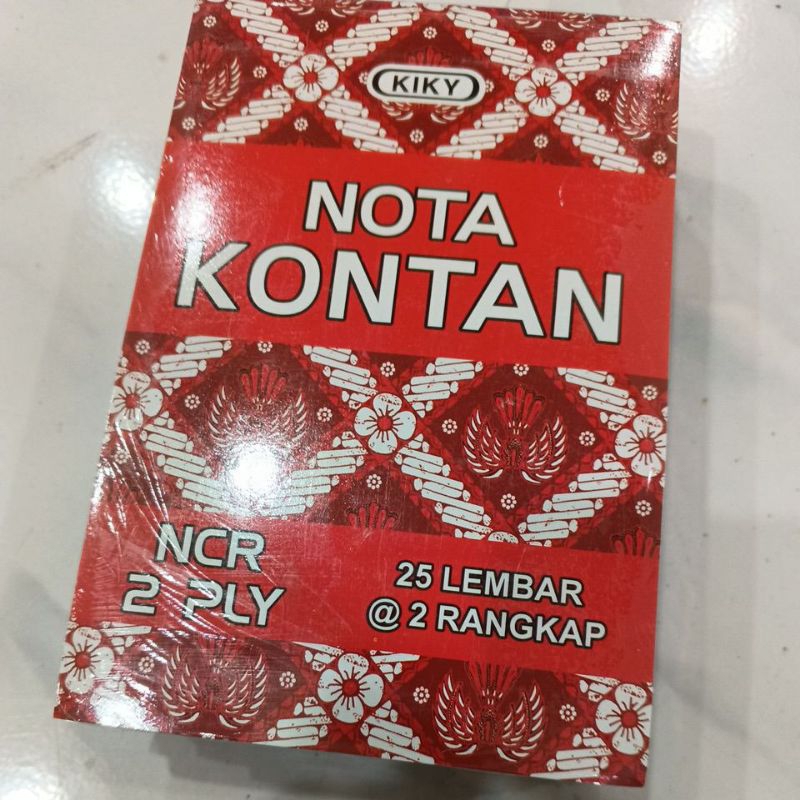 KIKY
NOTA
KONTAN
NCR
2 PLY
25 LEMBAR
@ 2 RANGKAP